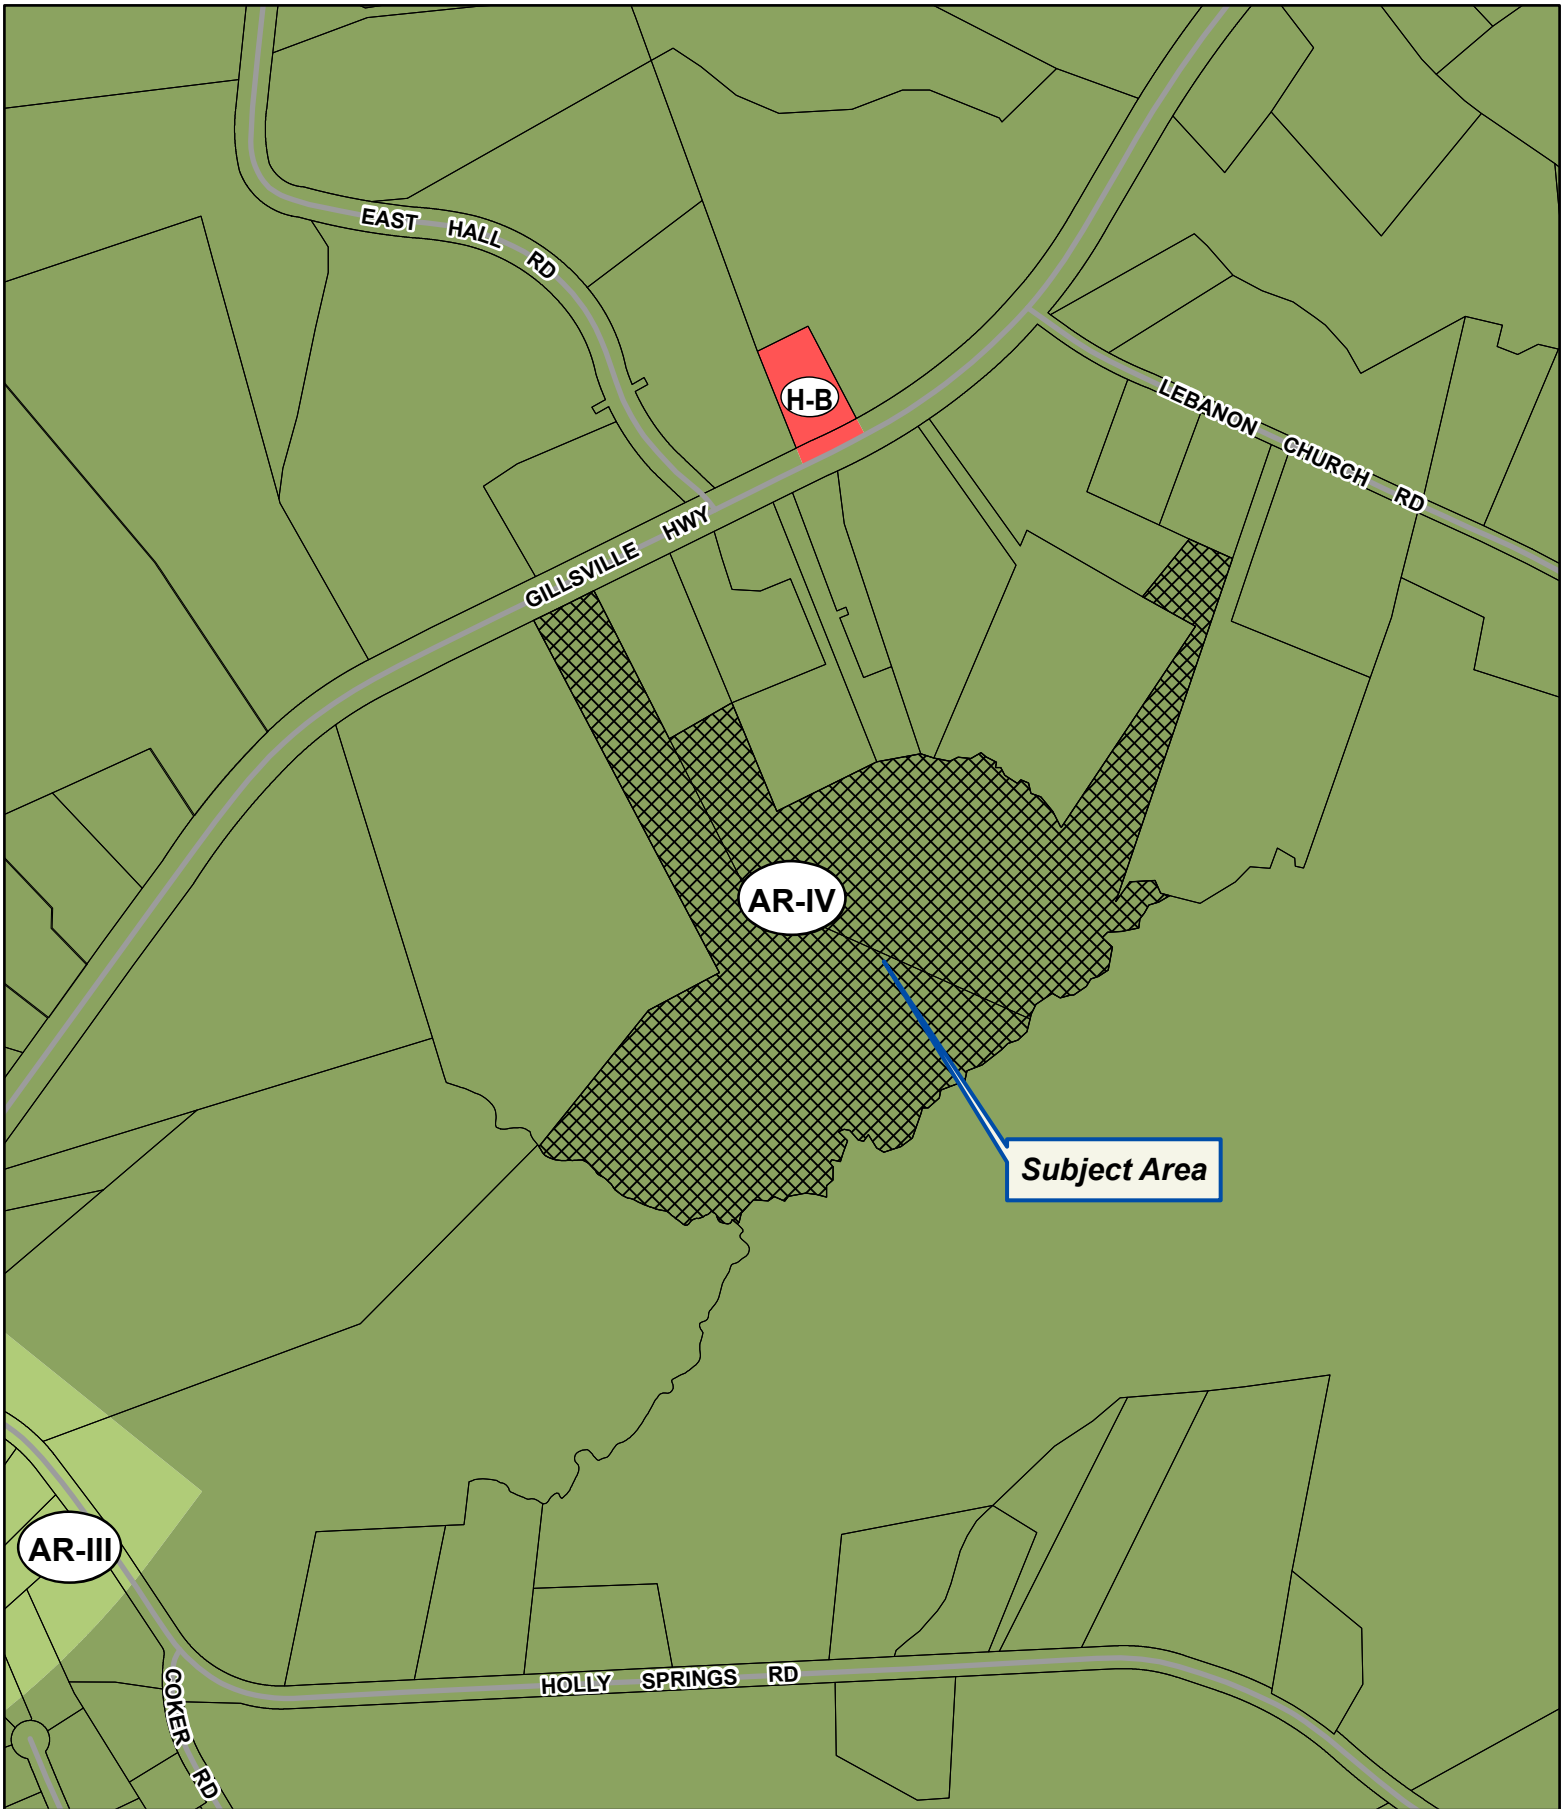 EAST HALL RD
H-B
LEBANON CHURCH RD
GILLSVILLE HWY
AR-IV
Subject Area
AR-III
HOLLY SPRINGS RD
COKER RD